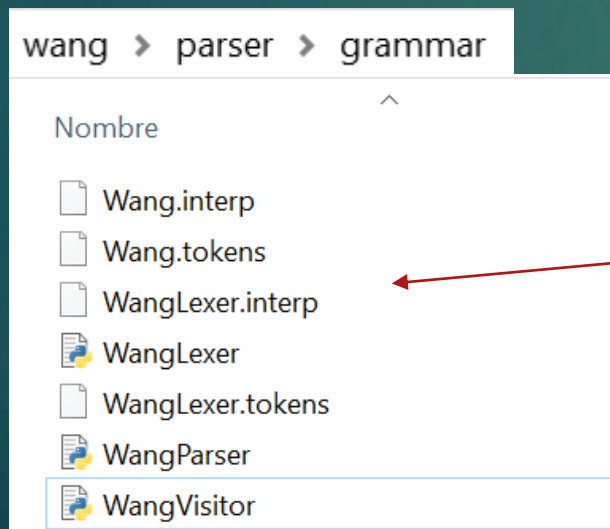 wang > parser > grammar
Nombre
Wang.interp
Wang.tokens
WangLexer.interp
WangLexer
WangLexer.tokens
WangParser
WangVisitor